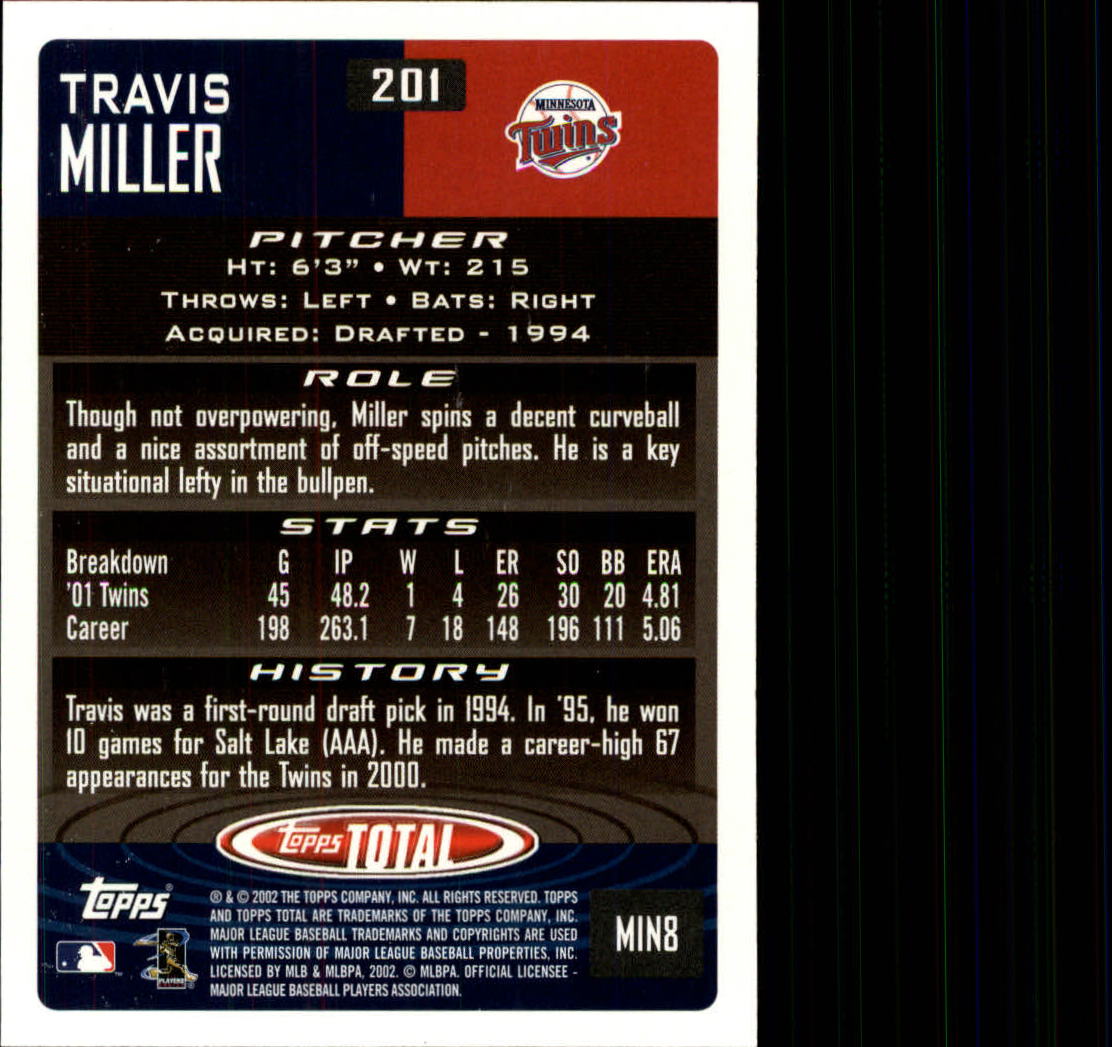 TRAVIS
MILLER
201
MINNESOTA
Twins
PITCHER
HT: 6'3" • WT: 215
THROWS: LEFT • BATS: RIGHT
ACQUIRED: DRAFTED - 1994
ROLE
Though not overpowering, Miller spins a decent curveball
and a nice assortment of off-speed pitches. He is a key
situational lefty in the bullpen.
STATS
Breakdown G IP W L ER SO BB ERA
'01 Twins 45 48.2 1 4 26 30 20 4.81
Career 198 263.1 7 18 148 196 111 5.06
HISTORY
Travis was a first-round draft pick in 1994. In '95, he won
10 games for Salt Lake (AAA). He made a career-high 67
appearances for the Twins in 2000.
Topps TOTAL
Topps®
® & © 2002 THE TOPPS COMPANY, INC. ALL RIGHTS RESERVED. TOPPS
AND TOPPS TOTAL ARE TRADEMARKS OF THE TOPPS COMPANY, INC.
MAJOR LEAGUE BASEBALL TRADEMARKS AND COPYRIGHTS ARE USED
WITH PERMISSION OF MAJOR LEAGUE BASEBALL PROPERTIES, INC.
LICENSED BY MLB & MLBPA, 2002. © MLBPA. OFFICIAL LICENSEE -
MAJOR LEAGUE BASEBALL PLAYERS ASSOCIATION.
PLAYERS
MIN8